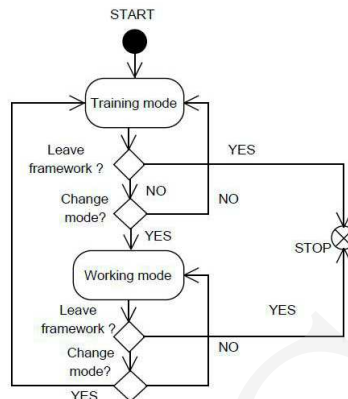 START
Training mode
Leave
framework ?
YES
NO
Change
mode?
NO
YES
STOP
Working mode
Leave
framework ?
YES
Change
mode?
NO
YES